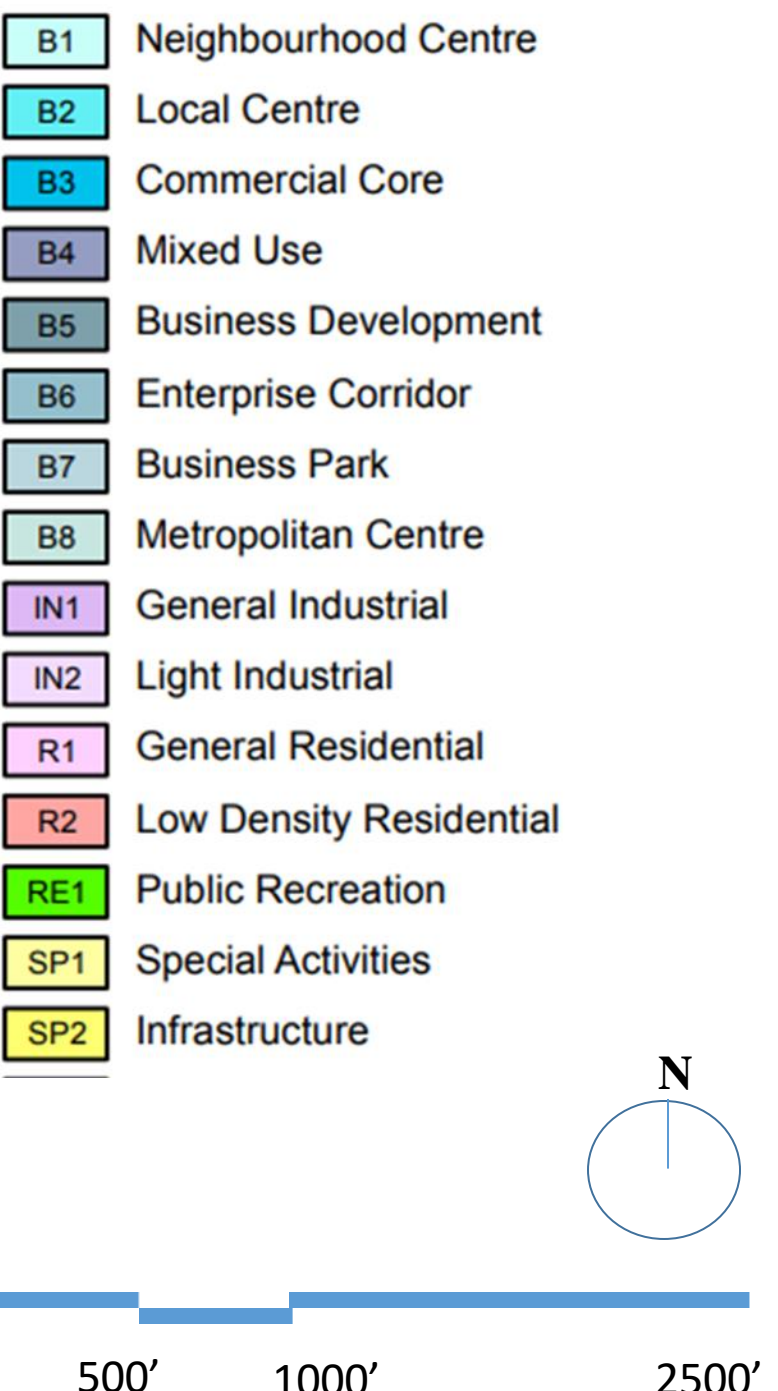 B1 Neighbourhood Centre
B2 Local Centre
B3 Commercial Core
B4 Mixed Use
B5 Business Development
B6 Enterprise Corridor
B7 Business Park
B8 Metropolitan Centre
IN1 General Industrial
IN2 Light Industrial
R1 General Residential
R2 Low Density Residential
RE1 Public Recreation
SP1 Special Activities
SP2 Infrastructure
N
500’ 1000’ 2500’